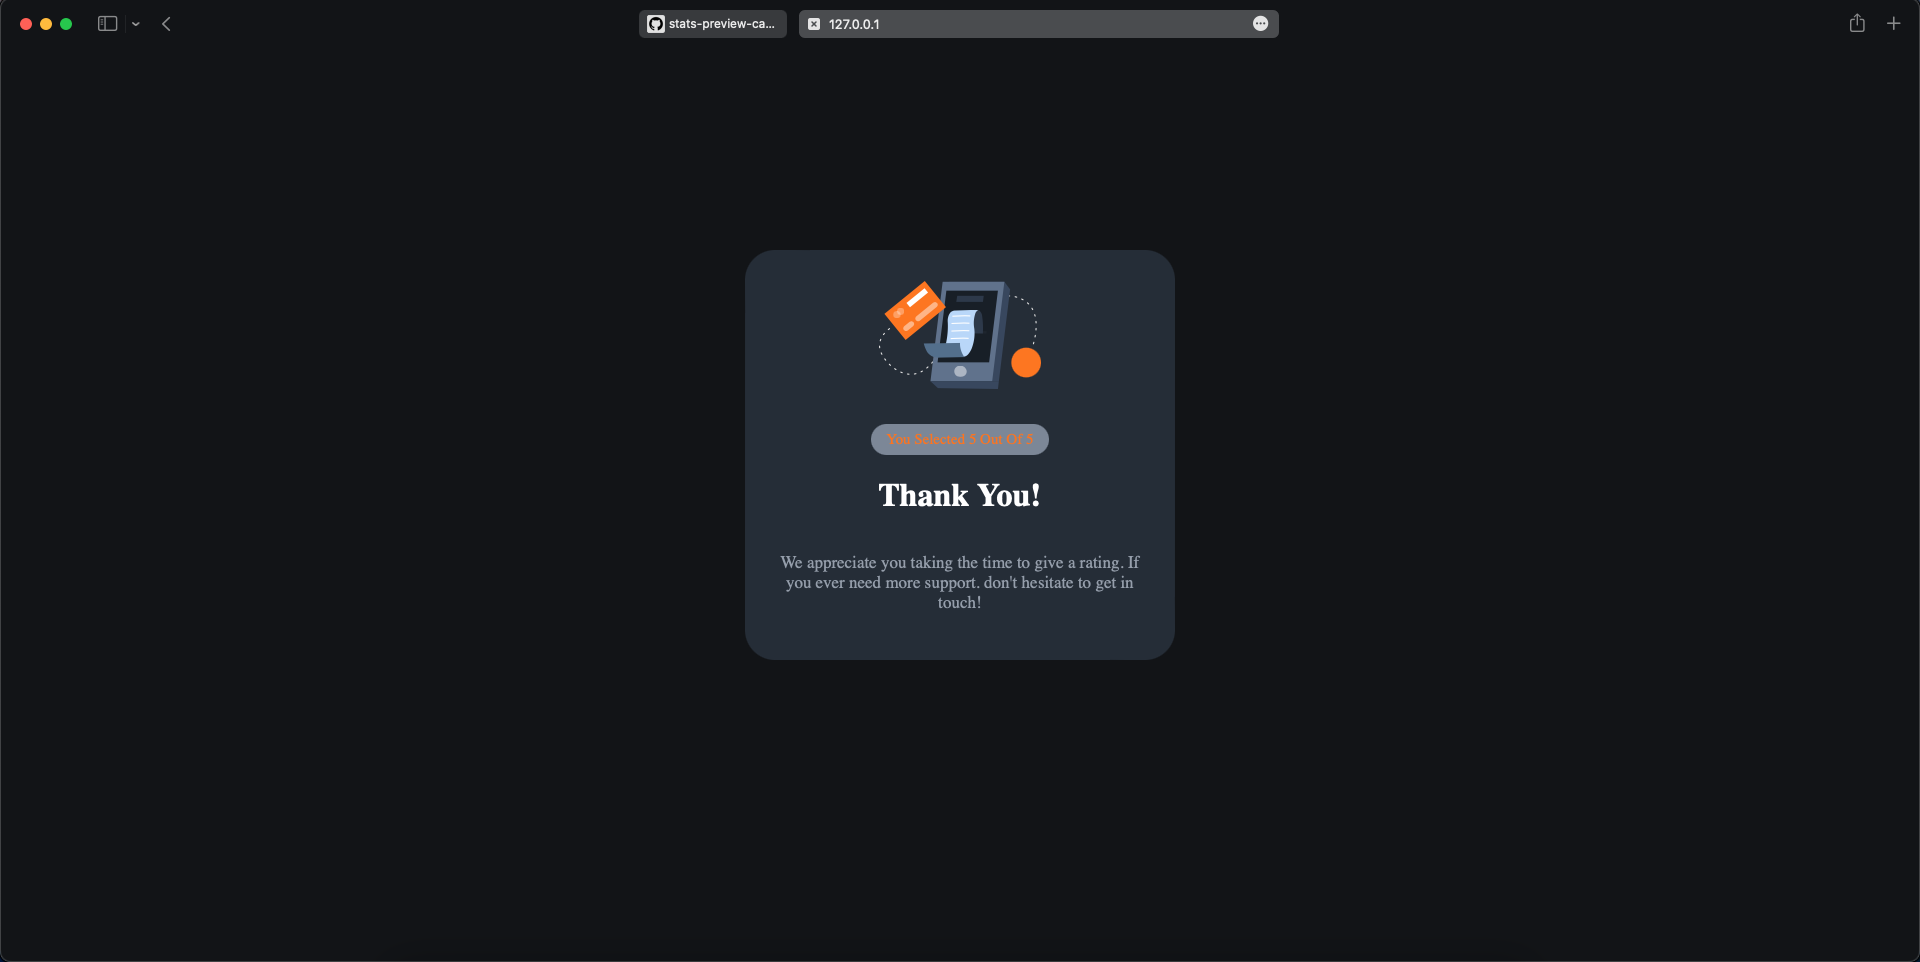 stats-preview-ca...
127.0.0.1
You Selected 5 Out Of 5
Thank You!
We appreciate you taking the time to give a rating. If
you ever need more support. don't hesitate to get in
touch!